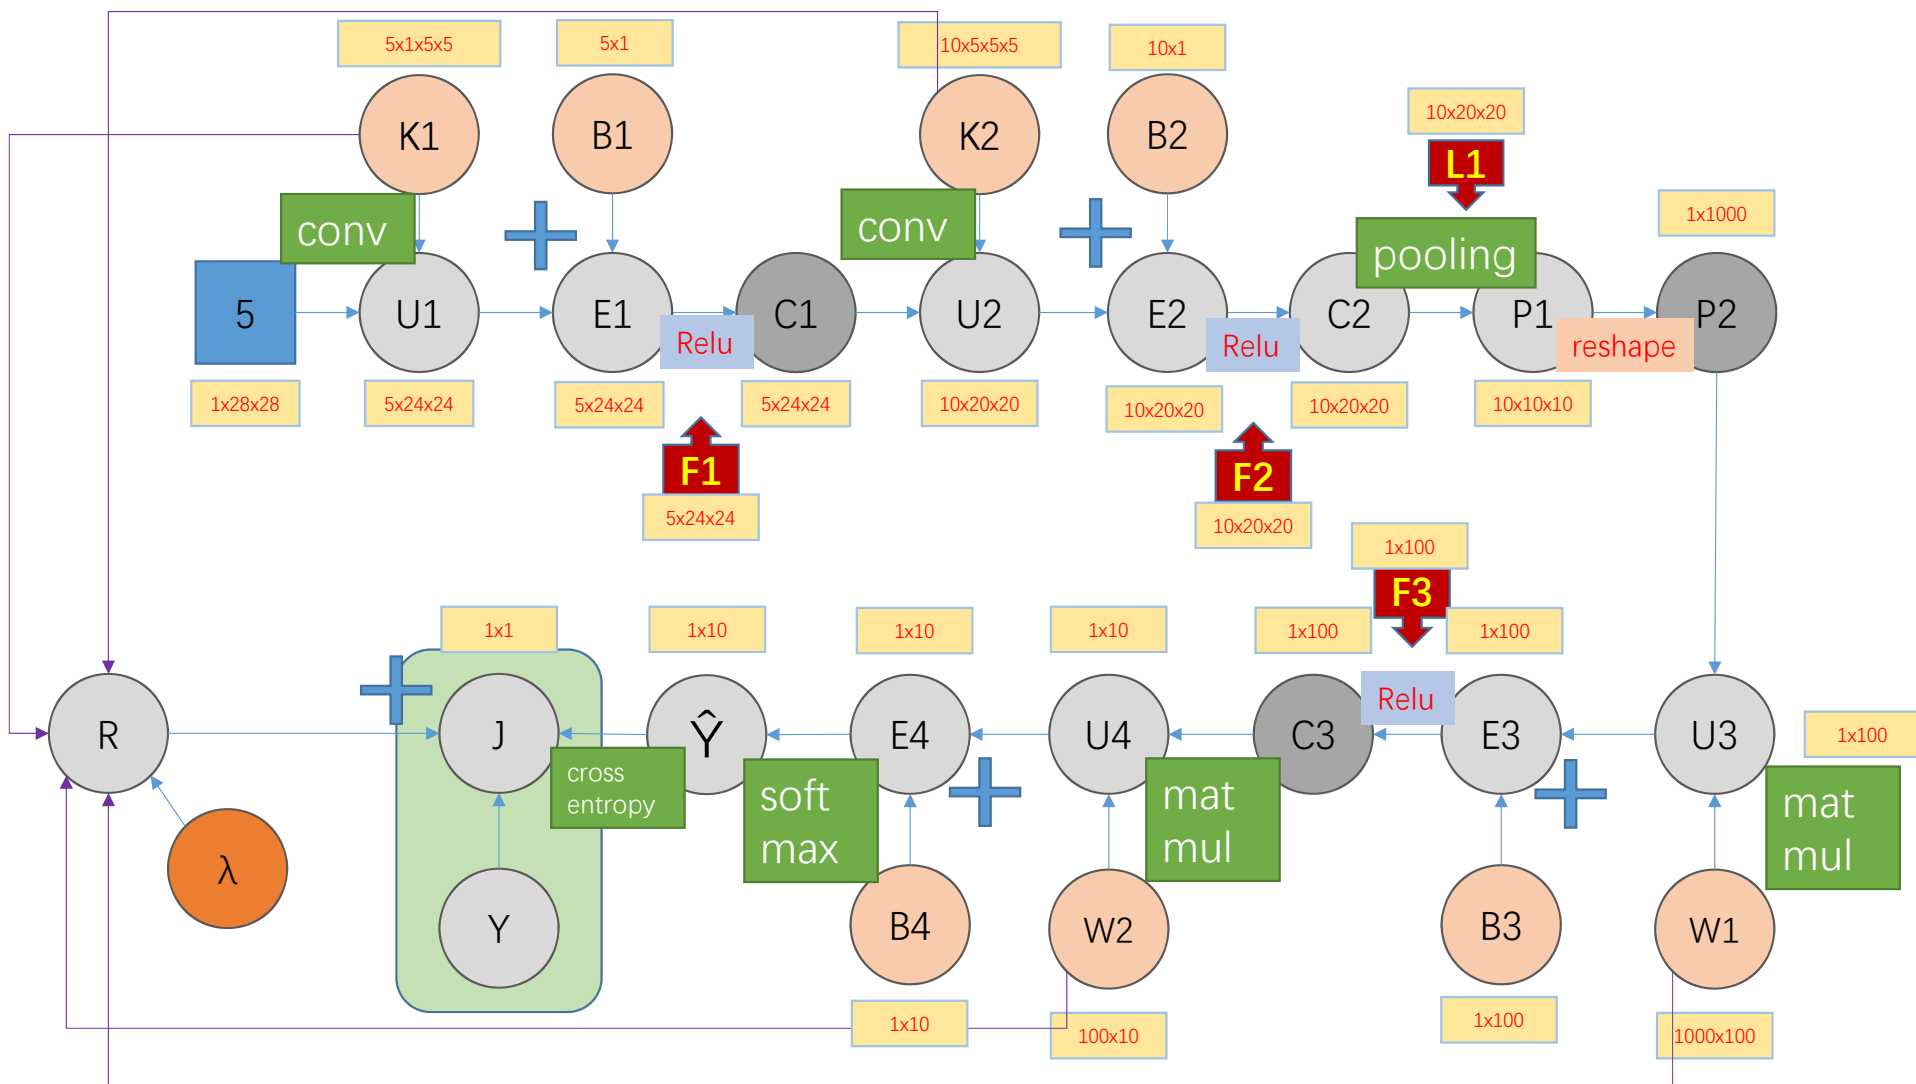 5x1x5x5
5x1
10x5x5x5
10x1
K1
B1
K2
B2
10x20x20
L1
1x1000
conv
conv
pooling
5
U1
E1
Relu
C1
U2
E2
Relu
C2
P1
reshape
P2
1x28x28
5x24x24
5x24x24
5x24x24
10x20x20
10x20x20
10x20x20
10x10x10
F1
5x24x24
F2
10x20x20
1x100
F3
1x1
1x10
1x10
1x10
1x100
1x100
R
J
Ŷ
E4
U4
C3
Relu
E3
U3
1x100
cross
entropy
soft
max
mat
mul
mat
mul
λ
Y
B4
W2
B3
W1
1x10
100x10
1x100
1000x100